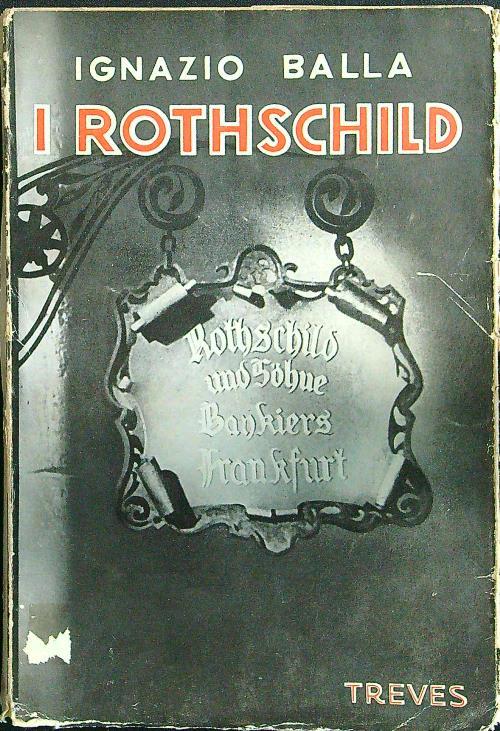 IGNAZIO BALLA
I ROTHSCHILD
Rothschild
und Söhne
Bankiers
Frankfurt
TREVES